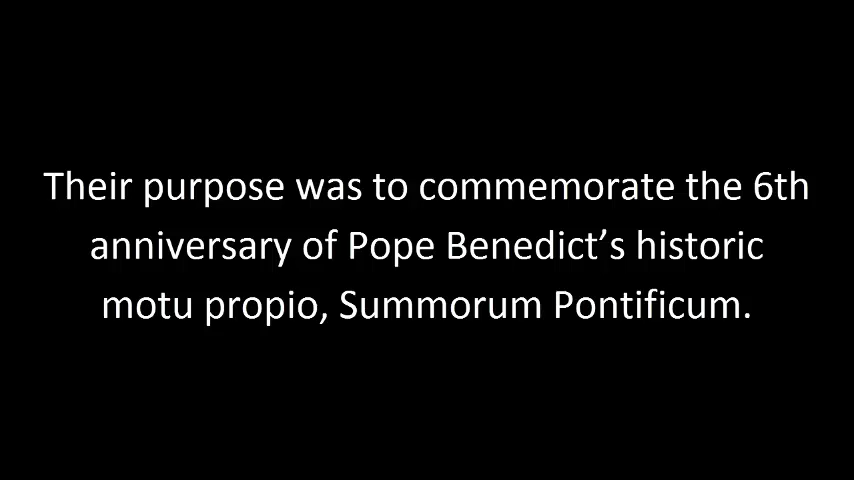 Their purpose was to commemorate the 6th
anniversary of Pope Benedict’s historic
motu propio, Summorum Pontificum.